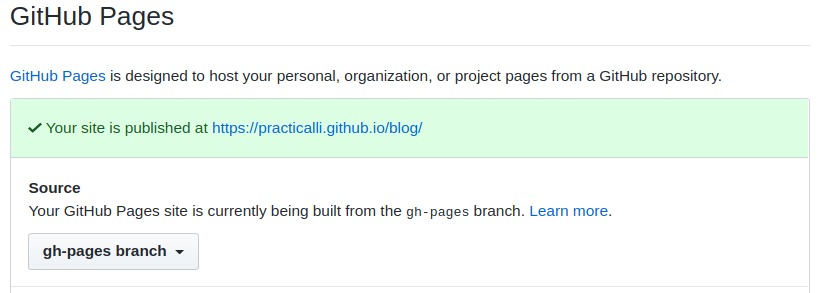 GitHub Pages
GitHub Pages is designed to host your personal, organization, or project pages from a GitHub repository.
Your site is published at https://practicalli.github.io/blog/
Source
Your GitHub Pages site is currently being built from the gh-pages branch. Learn more.
gh-pages branch